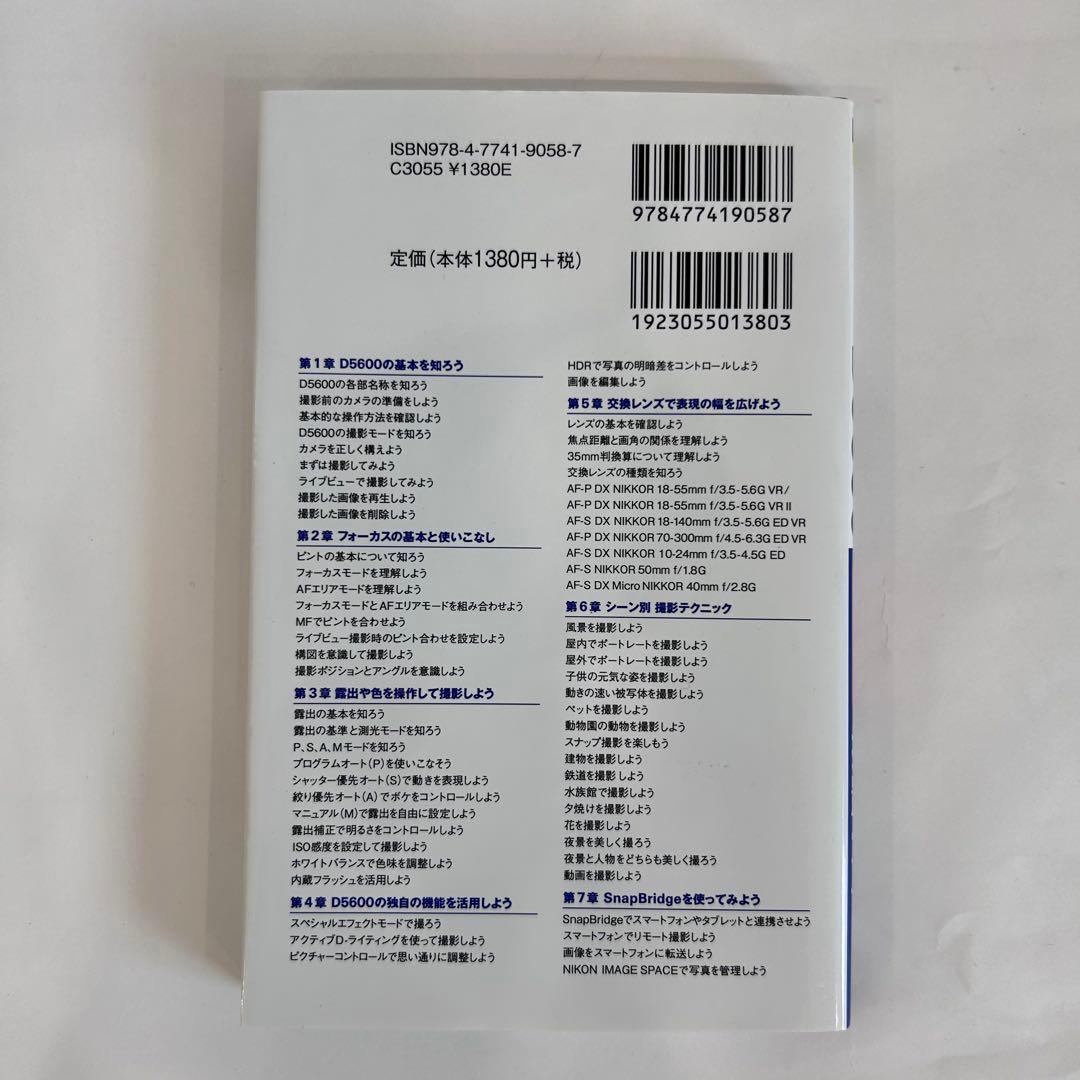 ISBN978-4-7741-9058-7
C3055 ¥1380E
9784774190587
定価（本体1380円＋税）
1923055013803
第1章 D5600の基本を知ろう
D5600の各部名称を知ろう
撮影前のカメラの準備をしよう
基本的な操作方法を確認しよう
D5600の撮影モードを知ろう
カメラを正しく構えよう
まずは撮影してみよう
ライブビューで撮影してみよう
撮影した画像を再生しよう
撮影した画像を削除しよう
第2章 フォーカスの基本と使いこなし
ピントの基本について知ろう
フォーカスモードを理解しよう
AFエリアモードを理解しよう
フォーカスモードとAFエリアモードを組み合わせよう
MFでピントを合わせよう
ライブビュー撮影時のピント合わせを設定しよう
構図を意識して撮影しよう
撮影ポジションとアングルを意識しよう
第3章 露出や色を操作して撮影しよう
露出の基本を知ろう
露出の基準と測光モードを知ろう
P、S、A、Mモードを知ろう
プログラムオート（P）を使いこなそう
シャッター優先オート（S）で動きを表現しよう
絞り優先オート（A）でボケをコントロールしよう
マニュアル（M）で露出を自由に設定しよう
露出補正で明るさをコントロールしよう
ISO感度を設定して撮影しよう
ホワイトバランスで色味を調整しよう
内蔵フラッシュを活用しよう
第4章 D5600の独自の機能を活用しよう
スペシャルエフェクトモードで撮ろう
アクティブD-ライティングを使って撮影しよう
ピクチャーコントロールで思い通りに調整しよう
HDRで写真の明暗差をコントロールしよう
画像を編集しよう
第5章 交換レンズで表現の幅を広げよう
レンズの基本を確認しよう
焦点距離と画角の関係を理解しよう
35mm判換算について理解しよう
交換レンズの種類を知ろう
AF-P DX NIKKOR 18-55mm f/3.5-5.6G VR/
AF-P DX NIKKOR 18-55mm f/3.5-5.6G VR II
AF-S DX NIKKOR 18-140mm f/3.5-5.6G ED VR
AF-P DX NIKKOR 70-300mm f/4.5-6.3G ED VR
AF-S DX NIKKOR 10-24mm f/3.5-4.5G ED
AF-S NIKKOR 50mm f/1.8G
AF-S DX Micro NIKKOR 40mm f/2.8G
第6章 シーン別 撮影テクニック
風景を撮影しよう
屋内でポートレートを撮影しよう
屋外でポートレートを撮影しよう
子供の元気な姿を撮影しよう
動きの速い被写体を撮影しよう
ペットを撮影しよう
動物園の動物を撮影しよう
スナップ撮影を楽しもう
建物を撮影しよう
鉄道を撮影しよう
水族館で撮影しよう
夕焼けを撮影しよう
花を撮影しよう
夜景を美しく撮ろう
夜景と人物をどちらも美しく撮ろう
動画を撮影しよう
第7章 SnapBridgeを使ってみよう
SnapBridgeでスマートフォンやタブレットと連携させよう
スマートフォンでリモート撮影しよう
画像をスマートフォンに転送しよう
NIKON IMAGE SPACEで写真を管理しよう